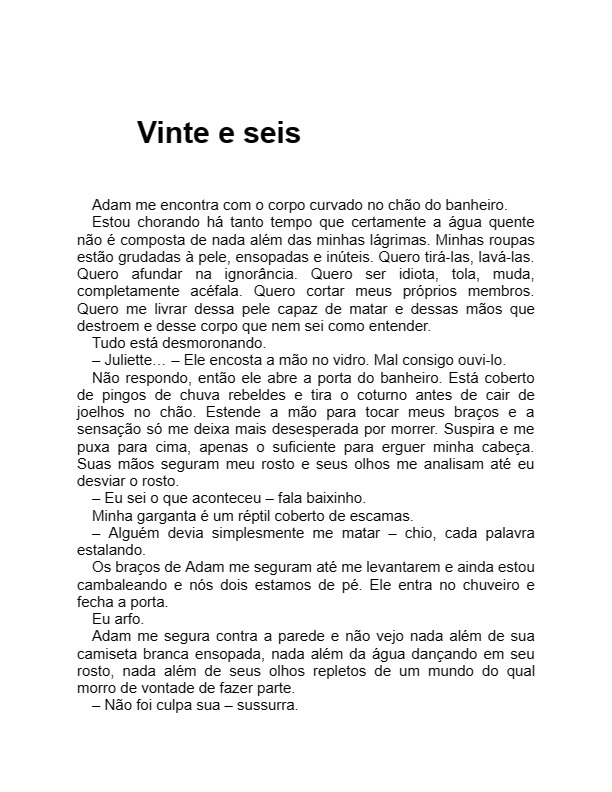 Vinte e seis
Adam me encontra com o corpo curvado no chão do banheiro.
Estou chorando há tanto tempo que certamente a água quente
não é composta de nada além das minhas lágrimas. Minhas roupas
estão grudadas à pele, ensopadas e inúteis. Quero tirá-las, lavá-las.
Quero afundar na ignorância. Quero ser idiota, tola, muda,
completamente acéfala. Quero cortar meus próprios membros.
Quero me livrar dessa pele capaz de matar e dessas mãos que
destroem e desse corpo que nem sei como entender.
Tudo está desmoronando.
– Juliette… – Ele encosta a mão no vidro. Mal consigo ouvi-lo.
Não respondo, então ele abre a porta do banheiro. Está coberto
de pingos de chuva rebeldes e tira o coturno antes de cair de
joelhos no chão. Estende a mão para tocar meus braços e a
sensação só me deixa mais desesperada por morrer. Suspira e me
puxa para cima, apenas o suficiente para erguer minha cabeça.
Suas mãos seguram meu rosto e seus olhos me analisam até eu
desviar o rosto.
– Eu sei o que aconteceu – fala baixinho.
Minha garganta é um réptil coberto de escamas.
– Alguém devia simplesmente me matar – chio, cada palavra
estalando.
Os braços de Adam me seguram até me levantarem e ainda estou
cambaleando e nós dois estamos de pé. Ele entra no chuveiro e
fecha a porta.
Eu arfo.
Adam me segura contra a parede e não vejo nada além de sua
camiseta branca ensopada, nada além da água dançando em seu
rosto, nada além de seus olhos repletos de um mundo do qual
morro de vontade de fazer parte.
– Não foi culpa sua – sussurra.